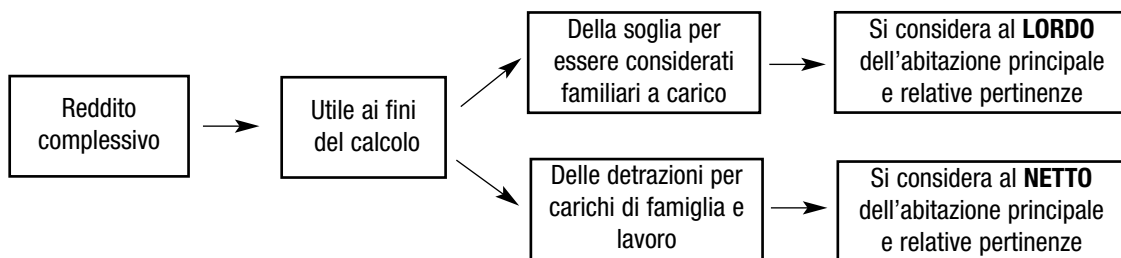 Reddito
complessivo
Utile ai fini
del calcolo
Della soglia per
essere considerati
familiari a carico
Si considera al LORDO
dell’abitazione principale
e relative pertinenze
Delle detrazioni per
carichi di famiglia e
lavoro
Si considera al NETTO
dell’abitazione principale
e relative pertinenze